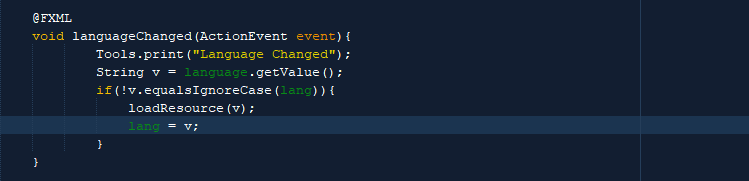 @FXML
void languageChanged(ActionEvent event){
Tools.print("Language Changed");
String v = language.getValue();
if(!v.equalsIgnoreCase(lang)){
loadResource(v);
lang = v;
}
}